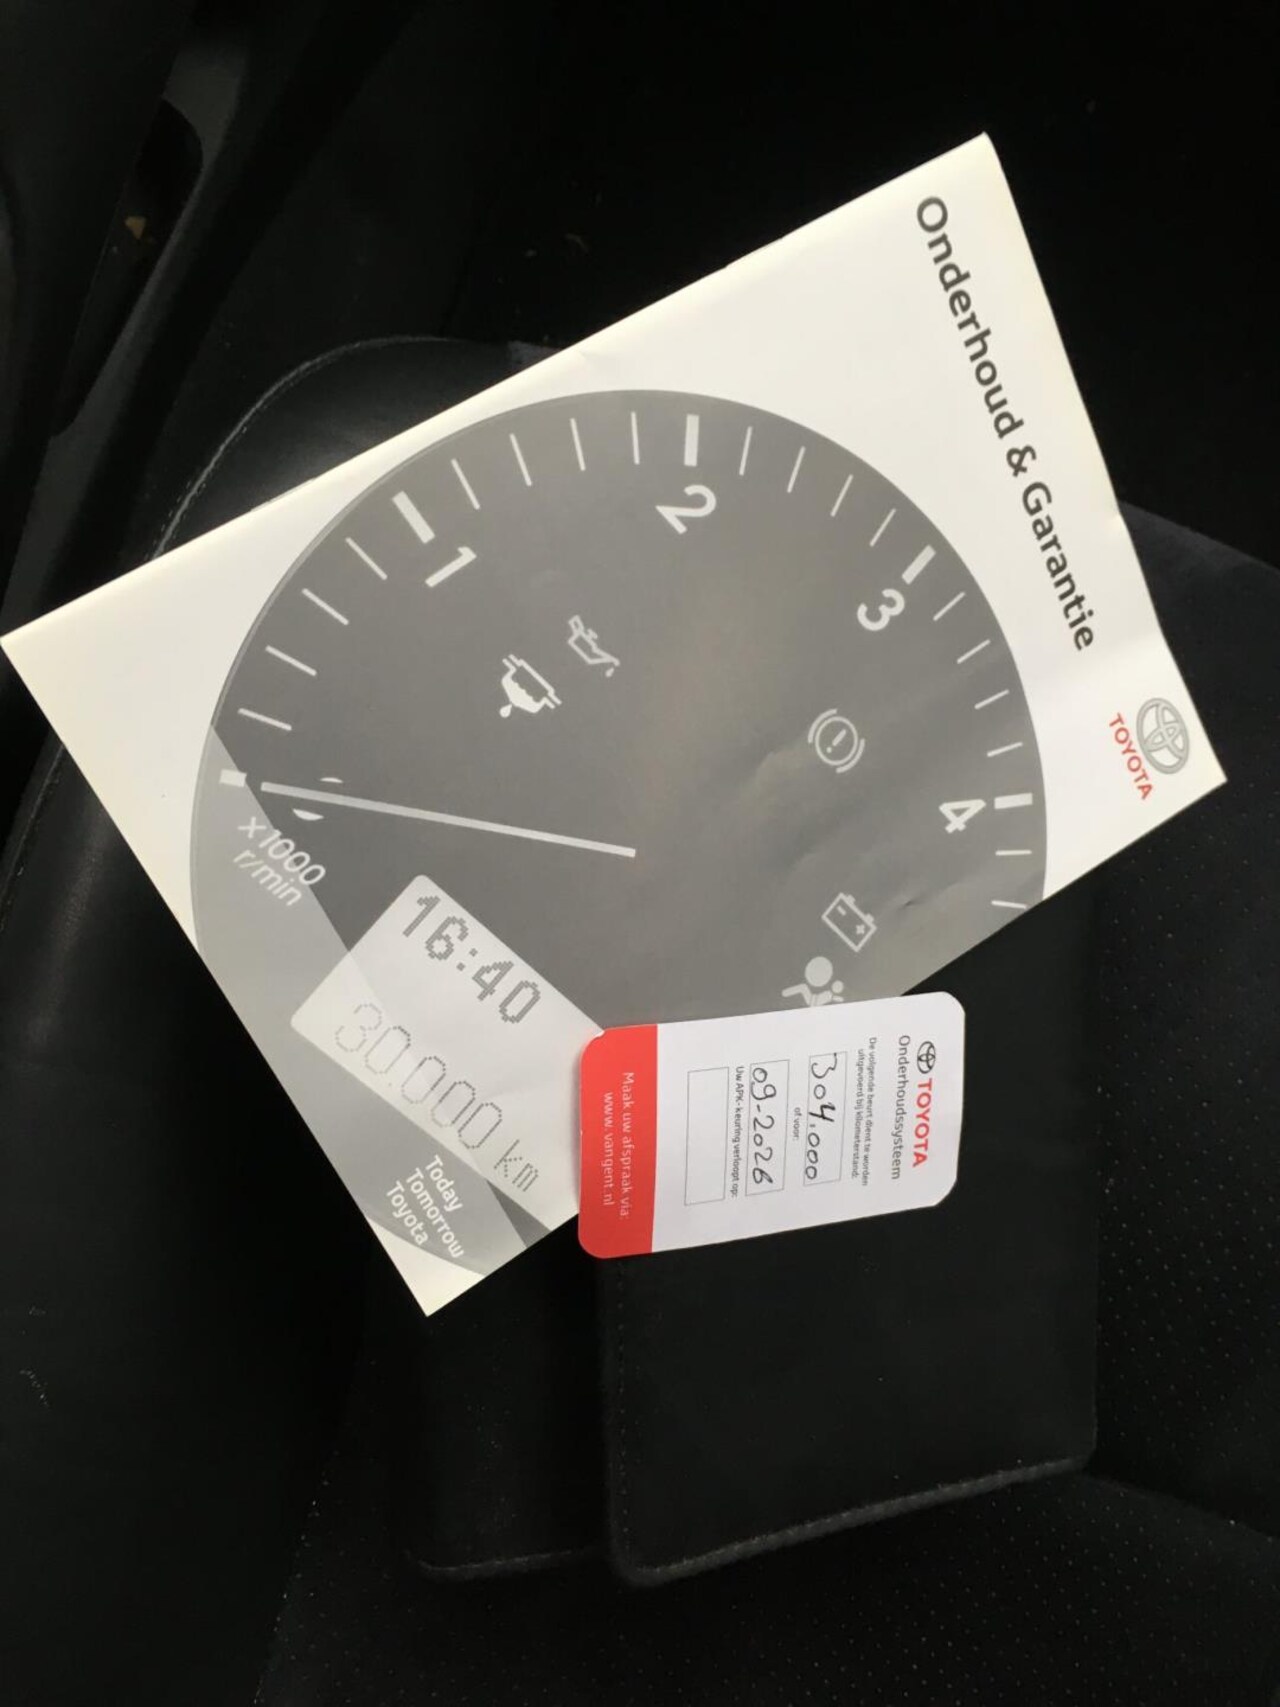 Onderhoud & Garantie
TOYOTA
1
2
3
4
x1000
r/min
16:40
30.000 km
Today
Tomorrow
Toyota
TOYOTA
Onderhoudssysteem
De volgende beurt dient te worden
uitgevoerd bij kilometerstand:
304.000
of voor:
09-2026
Uw APK-keuring verloopt op:
Maak uw afspraak via:
www.vangent.nl